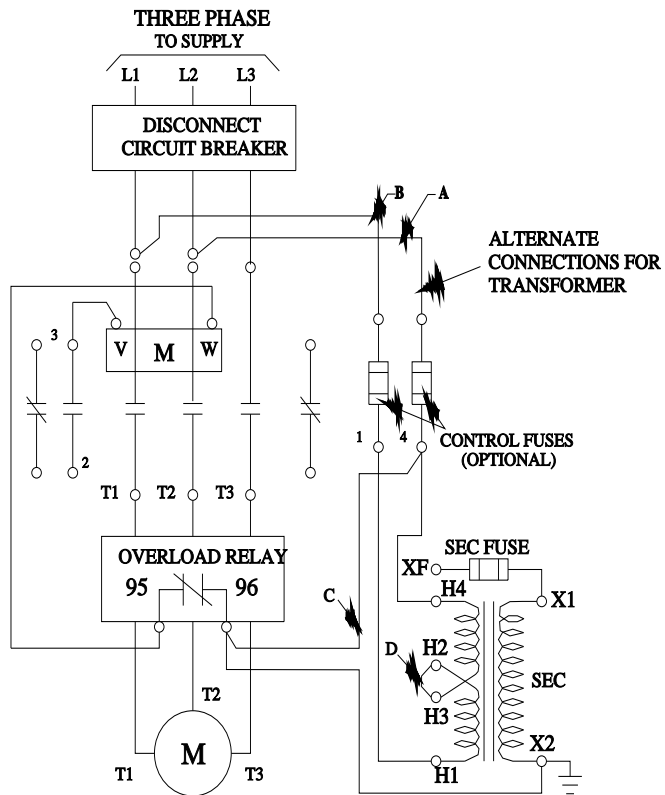 THREE PHASE
TO SUPPLY
L1 L2 L3
DISCONNECT
CIRCUIT BREAKER
B A
ALTERNATE
CONNECTIONS FOR
TRANSFORMER
3 V M W
1 4
CONTROL FUSES
(OPTIONAL)
2
T1 T2 T3
OVERLOAD RELAY
95 96
SEC FUSE
XF
H4 X1
C
D H2
SEC
H3
T2
X2
M
T1 T3
H1